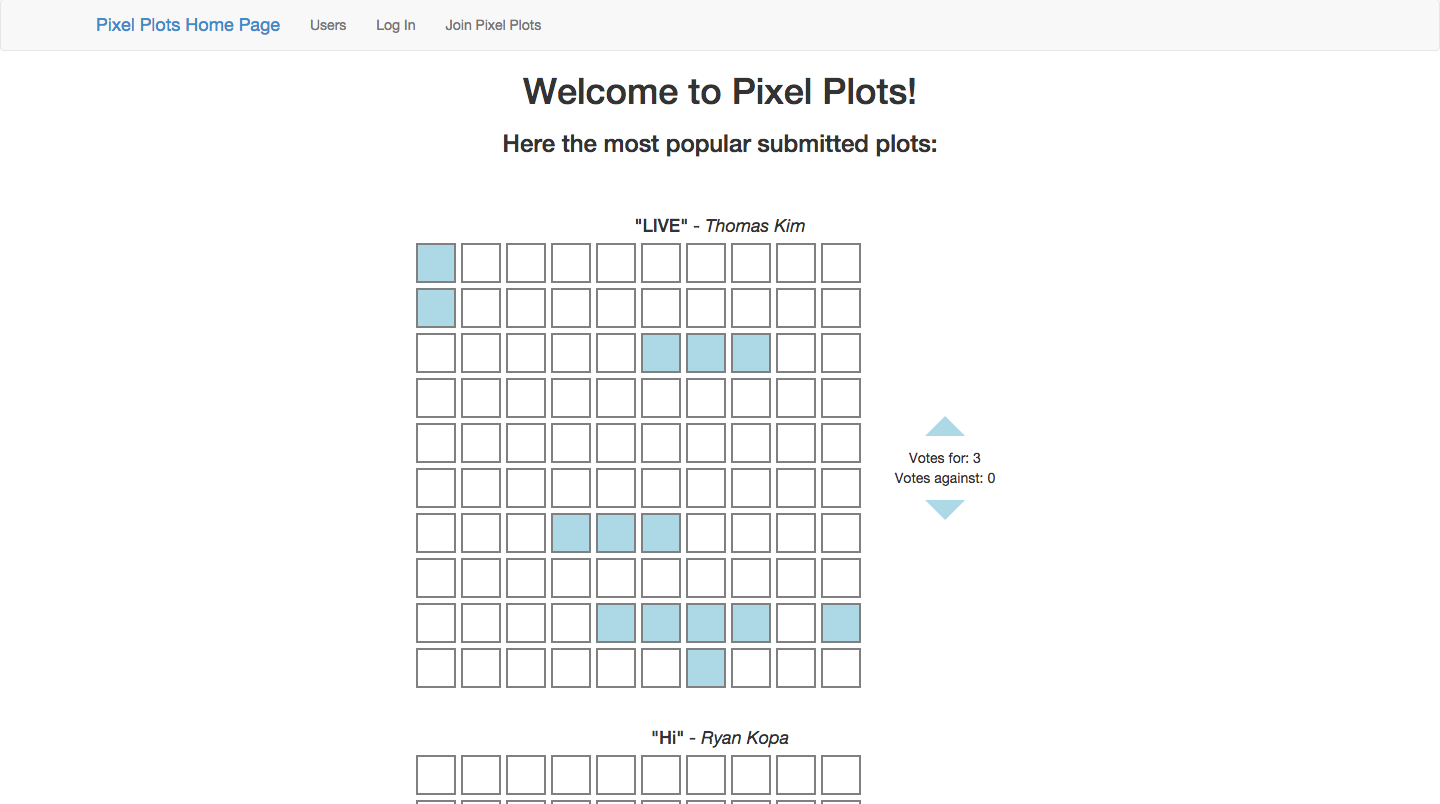 Pixel Plots Home Page Users Log In Join Pixel Plots
Welcome to Pixel Plots!
Here the most popular submitted plots:
"LIVE" - Thomas Kim
Votes for: 3
Votes against: 0
"Hi" - Ryan Kopa